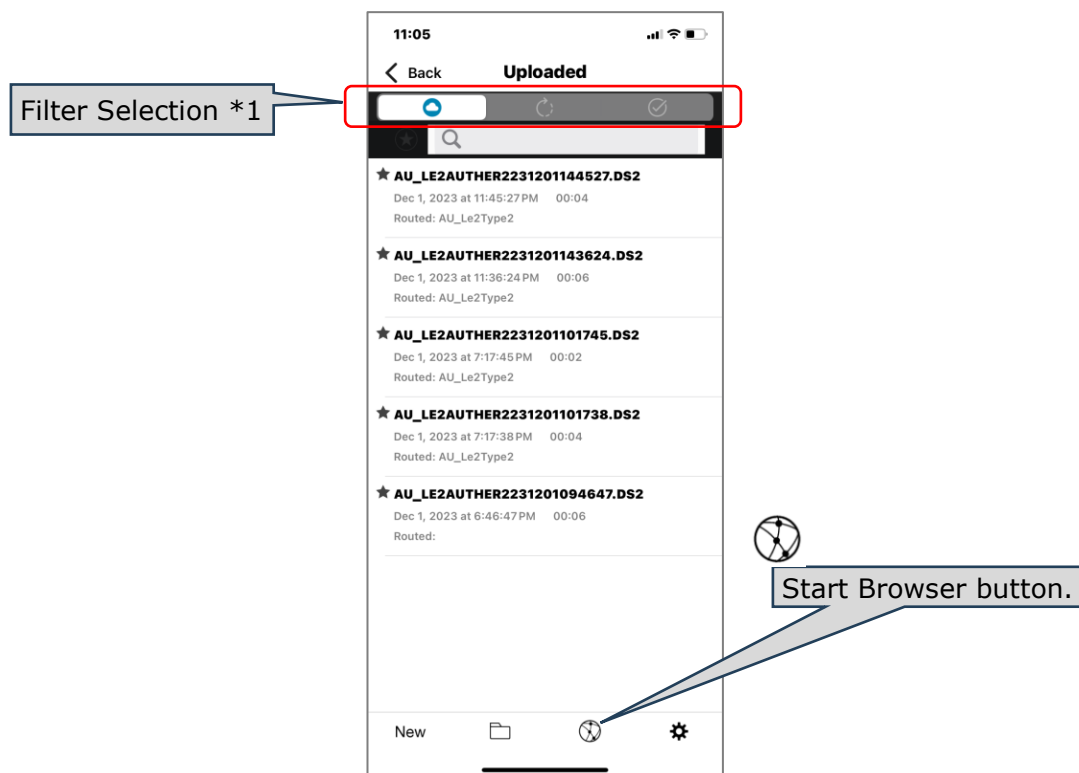 11:05
Back Uploaded
Filter Selection *1
AU_LE2AUTHER2231201144527.DS2
Dec 1, 2023 at 11:45:27 PM 00:04
Routed: AU_Le2Type2
AU_LE2AUTHER2231201143624.DS2
Dec 1, 2023 at 11:36:24 PM 00:06
Routed: AU_Le2Type2
AU_LE2AUTHER2231201101745.DS2
Dec 1, 2023 at 7:17:45 PM 00:02
Routed: AU_Le2Type2
AU_LE2AUTHER2231201101738.DS2
Dec 1, 2023 at 7:17:38 PM 00:04
Routed: AU_Le2Type2
AU_LE2AUTHER2231201094647.DS2
Dec 1, 2023 at 6:46:47 PM 00:06
Routed:
Start Browser button.
New